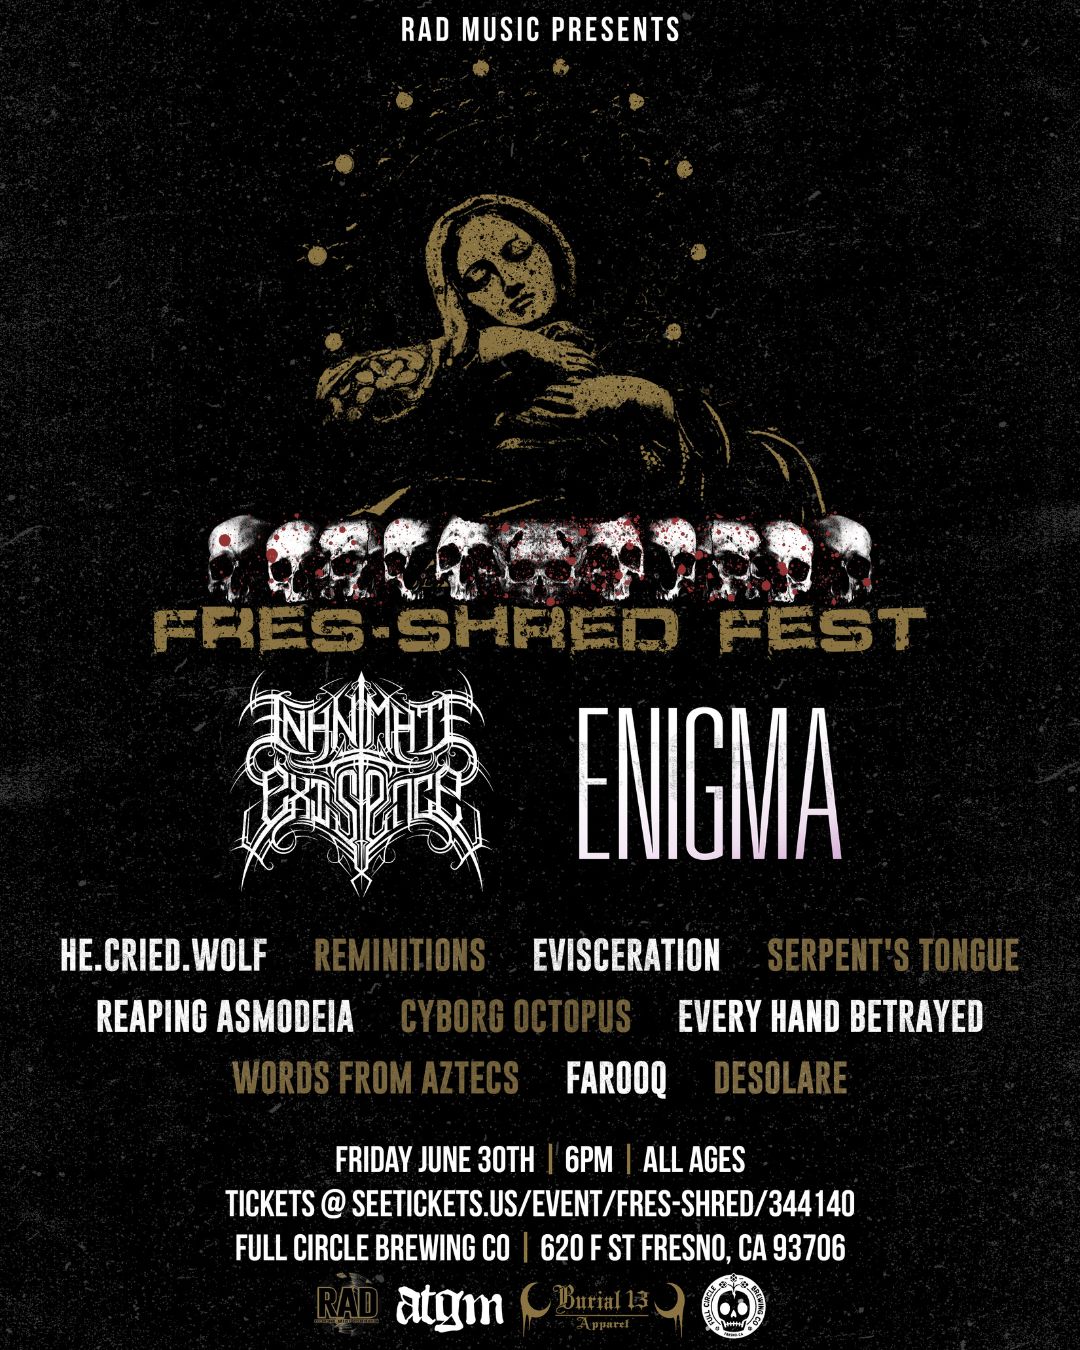 RAD MUSIC PRESENTS
FRES-SHRED FEST
INANIMATE EXISTENCE
ENIGMA
HE.CRIED.WOLF REMINITIONS EVISCERATION SERPENT'S TONGUE
REAPING ASMODEIA CYBORG OCTOPUS EVERY HAND BETRAYED
WORDS FROM AZTECS FAROOQ DESOLARE
FRIDAY JUNE 30TH | 6PM | ALL AGES
TICKETS @ SEETICKETS.US/EVENT/FRES-SHRED/344140
FULL CIRCLE BREWING CO | 620 F ST FRESNO, CA 93706
RAD atgm Burial 13 Apparel FULL CIRCLE BREWING CO FRESNO, CA